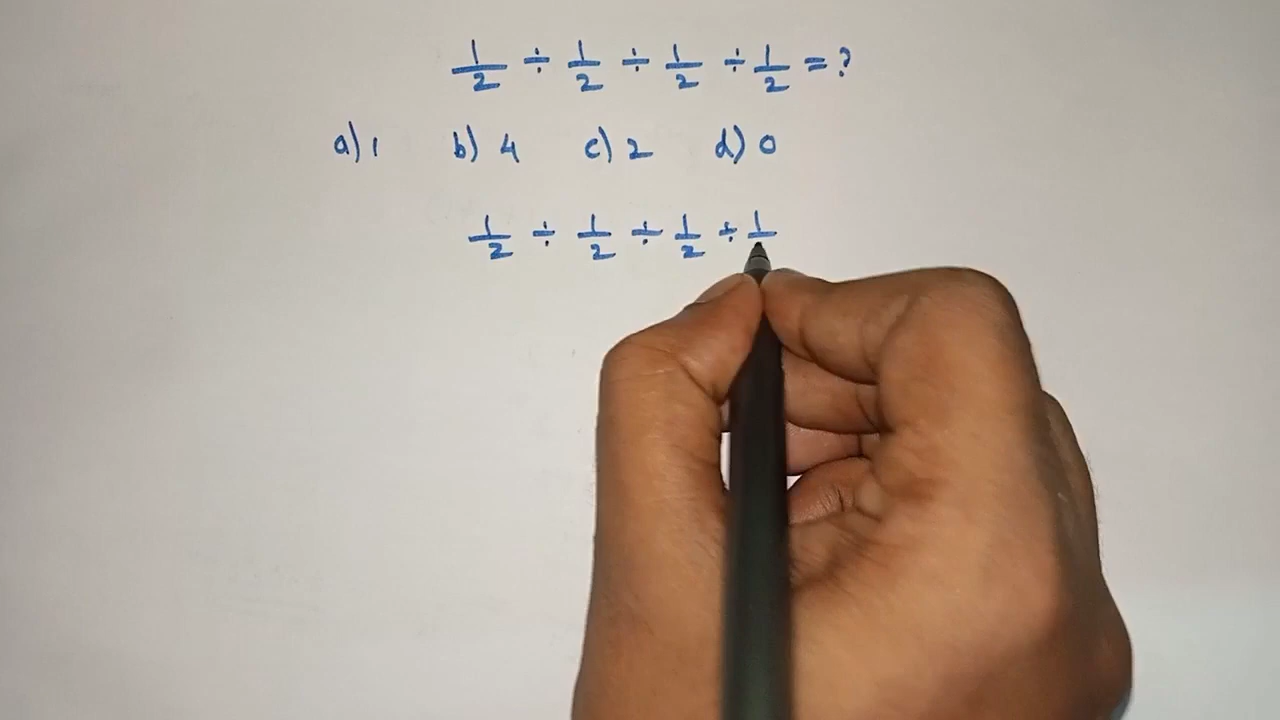 1/2 ÷ 1/2 ÷ 1/2 ÷ 1/2 = ?
a) 1 b) 4 c) 2 d) 0
1/2 ÷ 1/2 ÷ 1/2 ÷ 1/